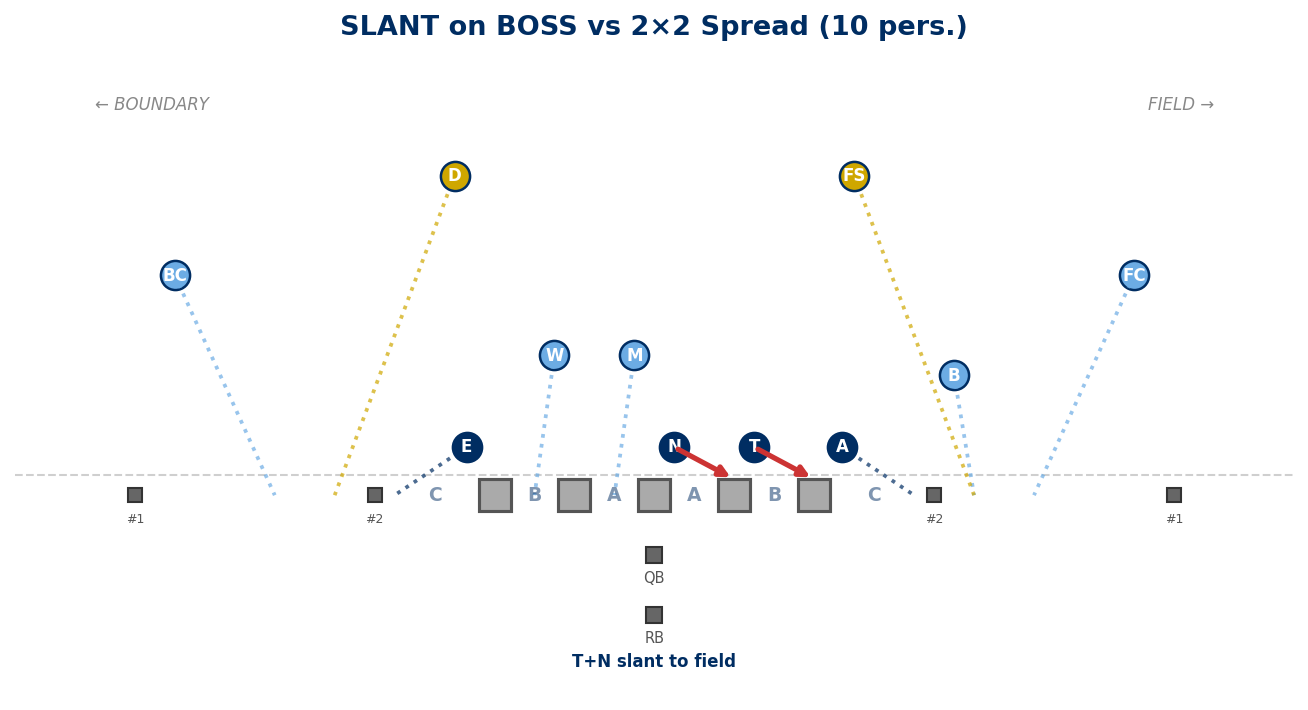 SLANT on BOSS vs 2×2 Spread (10 pers.)
← BOUNDARY
FIELD →
D
FS
BC
FC
W
M
B
E
N
T
A
C
B
A
A
B
C
#1
#2
#2
#1
QB
RB
T+N slant to field